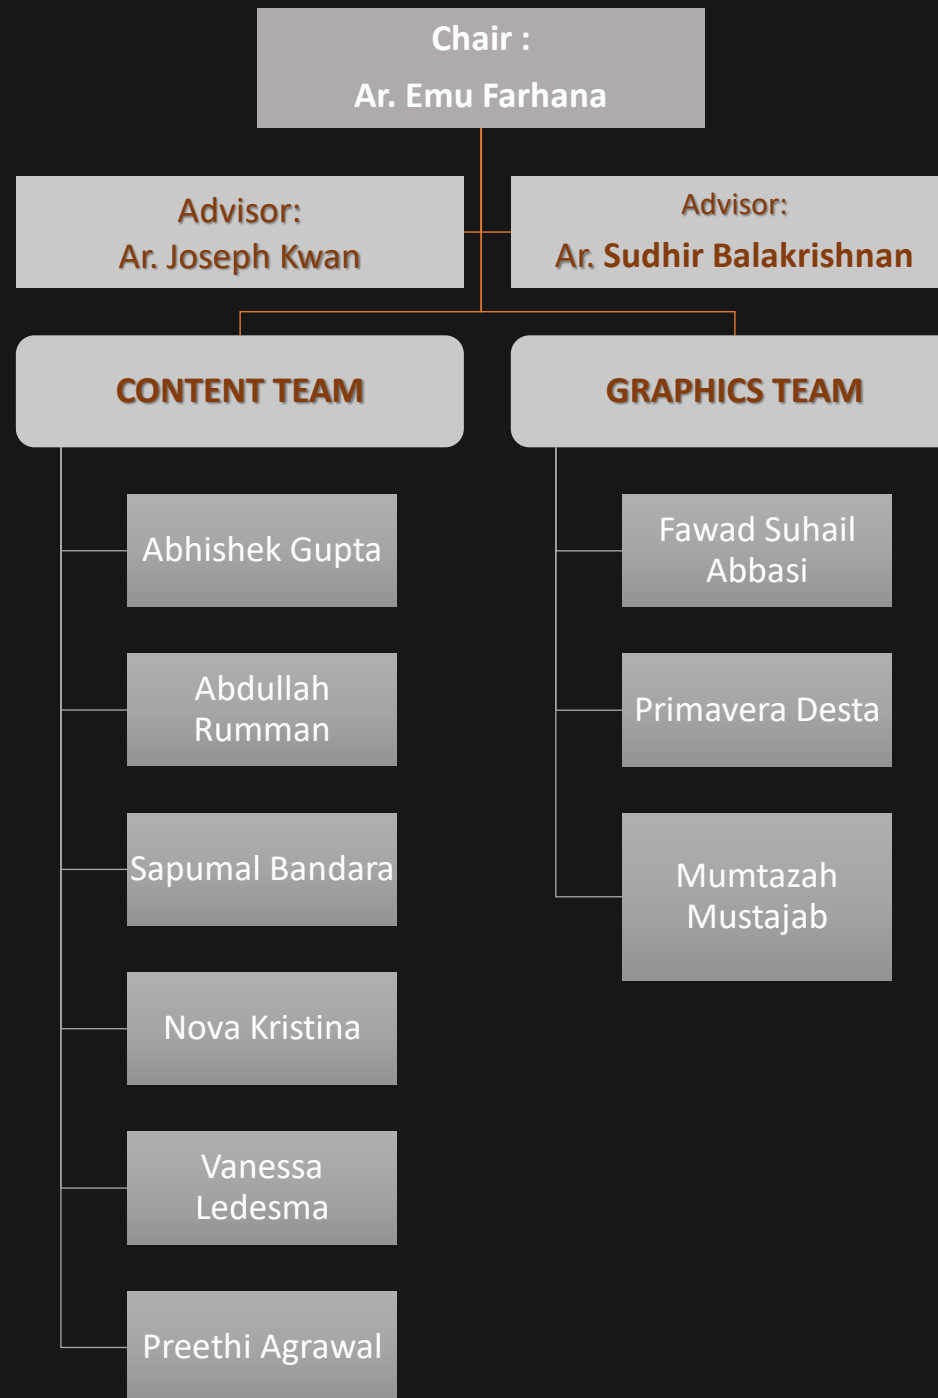 Chair :
Ar. Emu Farhana
Advisor:
Ar. Joseph Kwan
Advisor:
Ar. Sudhir Balakrishnan
CONTENT TEAM
Abhishek Gupta
Abdullah
Rumman
Sapumal Bandara
Nova Kristina
Vanessa
Ledesma
Preethi Agrawal
GRAPHICS TEAM
Fawad Suhail
Abbasi
Primavera Desta
Mumtazah
Mustajab